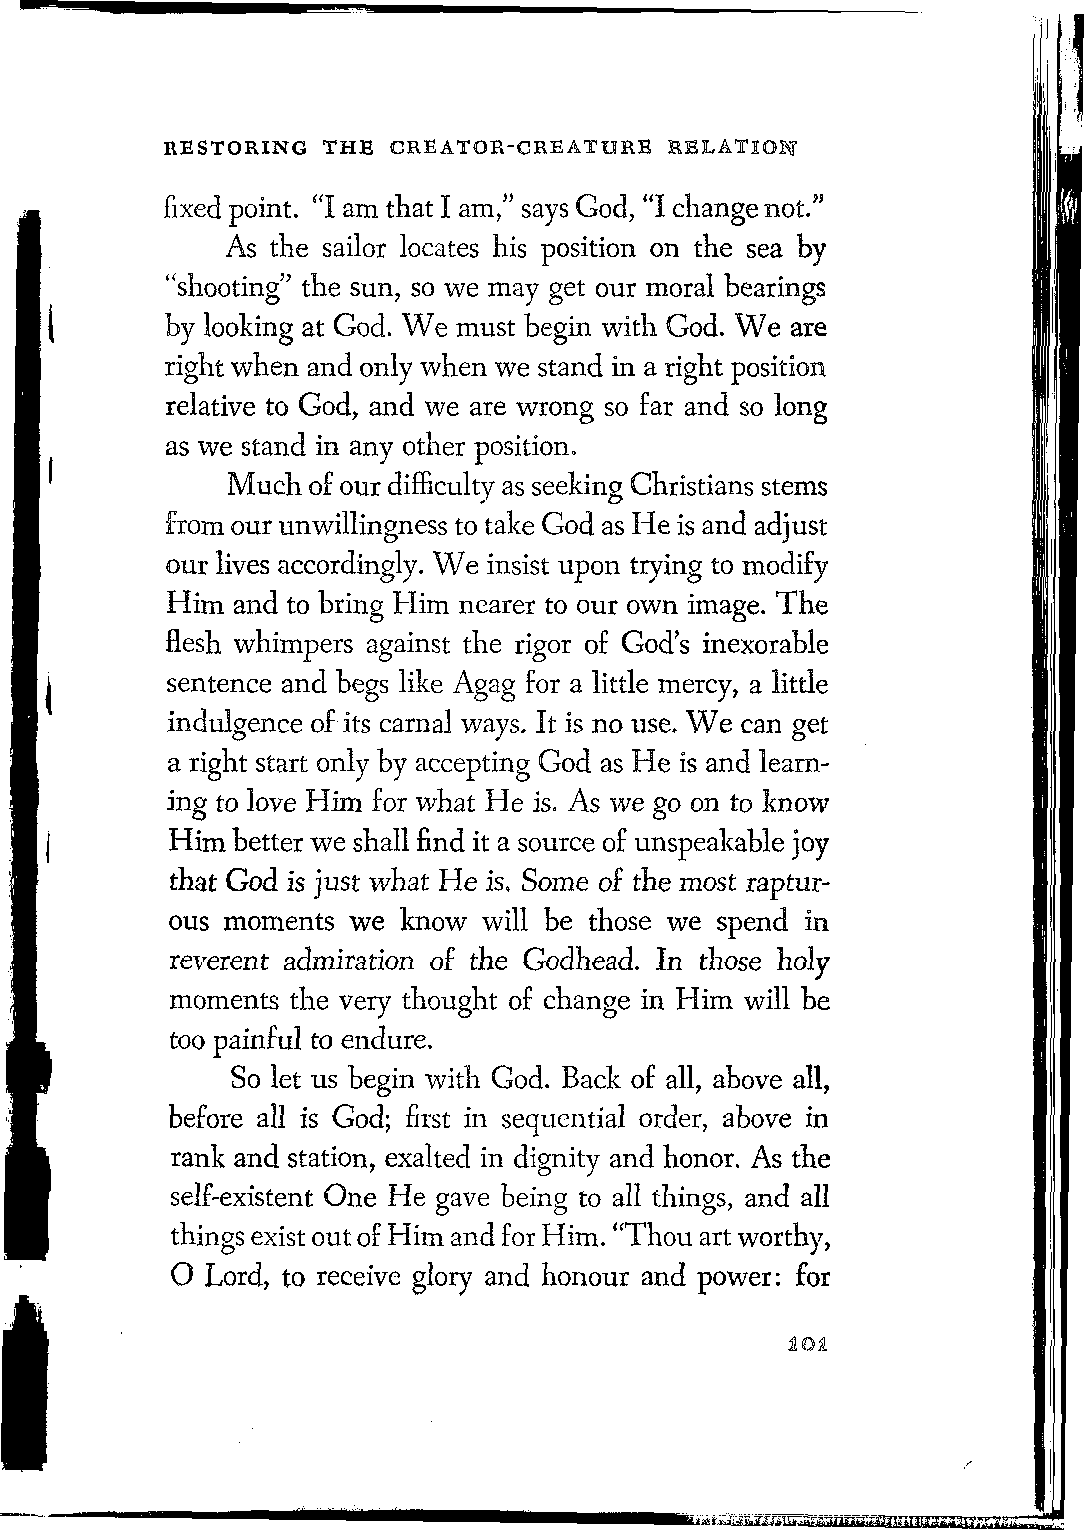 RESTORING THE CREATOR-CREATURE RELATION
fixed point. “I am that I am,” says God, “I change not.”
As the sailor locates his position on the sea by
“shooting” the sun, so we may get our moral bearings
by looking at God. We must begin with God. We are
right when and only when we stand in a right position
relative to God, and we are wrong so far and so long
as we stand in any other position.
Much of our difficulty as seeking Christians stems
from our unwillingness to take God as He is and adjust
our lives accordingly. We insist upon trying to modify
Him and to bring Him nearer to our own image. The
flesh whimpers against the rigor of God’s inexorable
sentence and begs like Agag for a little mercy, a little
indulgence of its carnal ways. It is no use. We can get
a right start only by accepting God as He is and learn-
ing to love Him for what He is. As we go on to know
Him better we shall find it a source of unspeakable joy
that God is just what He is. Some of the most raptur-
ous moments we know will be those we spend in
reverent admiration of the Godhead. In those holy
moments the very thought of change in Him will be
too painful to endure.
So let us begin with God. Back of all, above all,
before all is God; first in sequential order, above in
rank and station, exalted in dignity and honor. As the
self-existent One He gave being to all things, and all
things exist out of Him and for Him. “Thou art worthy,
O Lord, to receive glory and honour and power: for
101